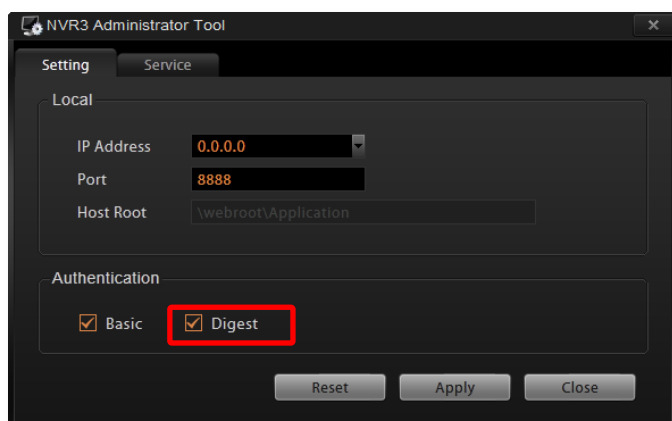 NVR3 Administrator Tool
Setting Service
Local
IP Address 0.0.0.0
Port 8888
Host Root \webroot\Application
Authentication
Basic Digest
Reset Apply Close